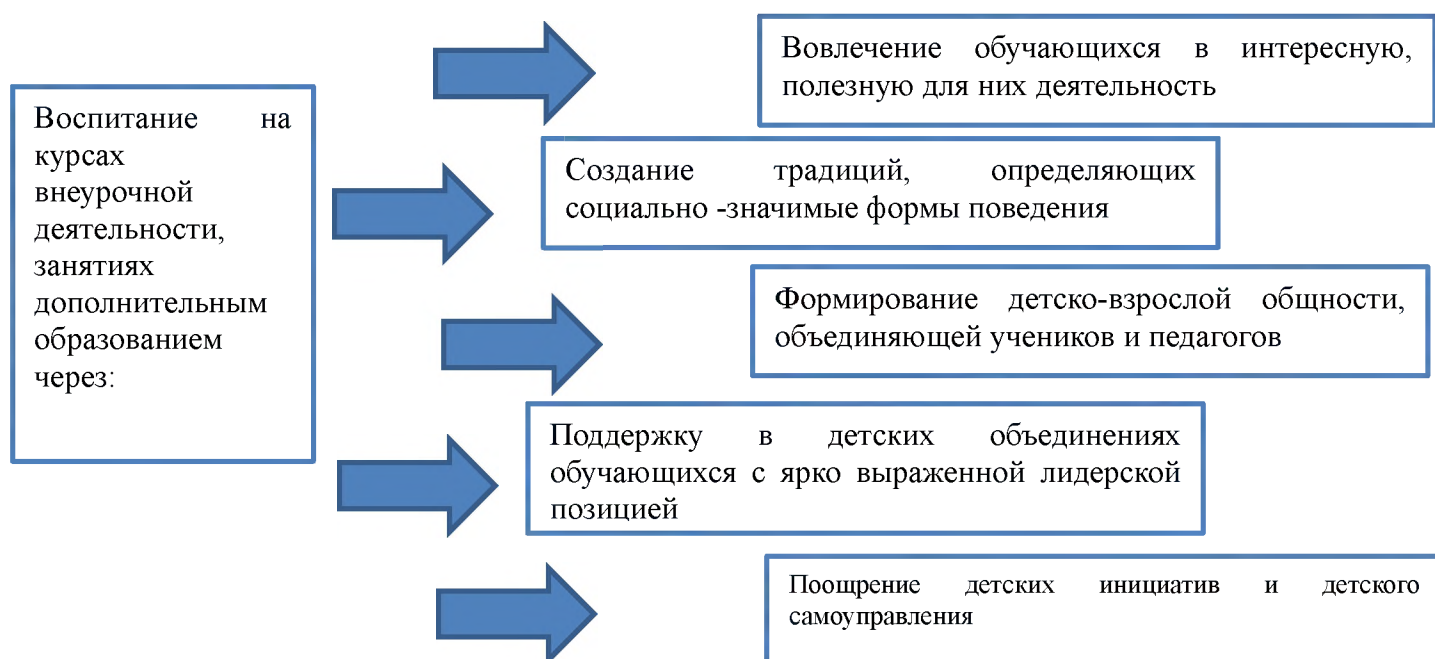 Воспитание на
курсах
внеурочной
деятельности,
занятиях
дополнительным
образованием
через:
Вовлечение обучающихся в интересную,
полезную для них деятельность
Создание традиций, определяющих
социально -значимые формы поведения
Формирование детско-взрослой общности,
объединяющей учеников и педагогов
Поддержку в детских объединениях
обучающихся с ярко выраженной лидерской
позицией
Поощрение детских инициатив и детского
самоуправления